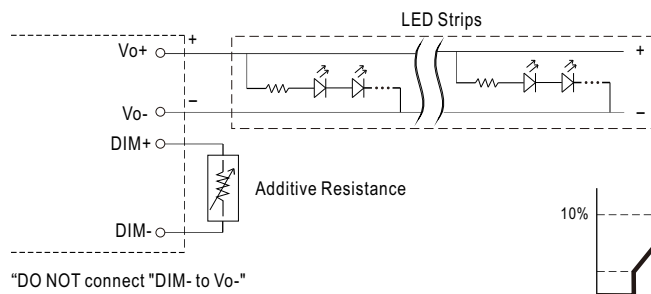 LED Strips
Vo+
+
+
Vo-
−
−
DIM+
Additive Resistance
10%
DIM-
"DO NOT connect "DIM- to Vo-"